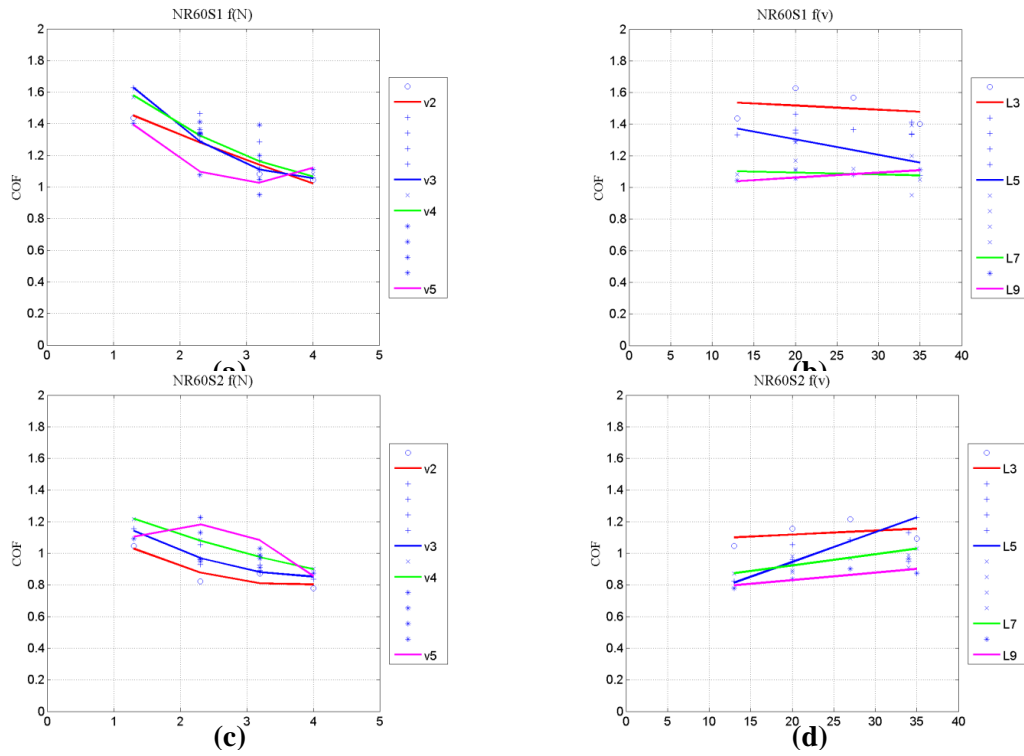 NR60S1 f(N)
2
1.8
1.6
1.4
1.2
1
0.8
0.6
0.4
0.2
0
COF
0 1 2 3 4 5
v2
v3
v4
v5
(a)
NR60S1 f(v)
2
1.8
1.6
1.4
1.2
1
0.8
0.6
0.4
0.2
0
COF
0 5 10 15 20 25 30 35 40
L3
L5
L7
L9
(b)
NR60S2 f(N)
2
1.8
1.6
1.4
1.2
1
0.8
0.6
0.4
0.2
0
COF
0 1 2 3 4 5
v2
v3
v4
v5
(c)
NR60S2 f(v)
2
1.8
1.6
1.4
1.2
1
0.8
0.6
0.4
0.2
0
COF
0 5 10 15 20 25 30 35 40
L3
L5
L7
L9
(d)